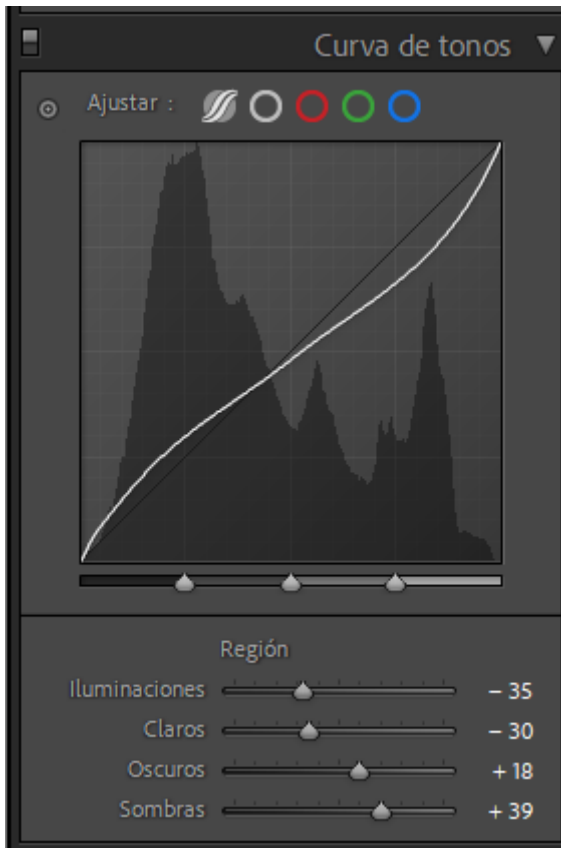 Curva de tonos
Ajustar :
Región
Iluminaciones − 35
Claros − 30
Oscuros + 18
Sombras + 39